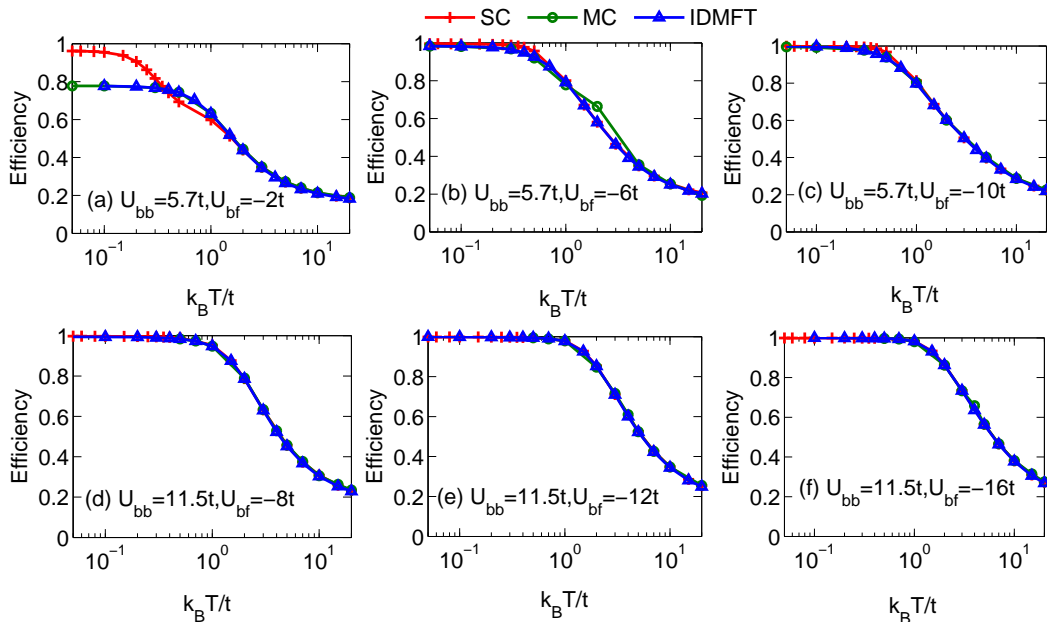 SC MC IDMFT
1
0.8
0.6
0.4
0.2
0
Efficiency
(a) U_bb=5.7t,U_bf=−2t
10^−1 10^0 10^1
k_BT/t
1
0.8
0.6
0.4
0.2
0
Efficiency
(b) U_bb=5.7t,U_bf=−6t
10^−1 10^0 10^1
k_BT/t
1
0.8
0.6
0.4
0.2
0
Efficiency
(c) U_bb=5.7t,U_bf=−10t
10^−1 10^0 10^1
k_BT/t
1
0.8
0.6
0.4
0.2
0
Efficiency
(d) U_bb=11.5t,U_bf=−8t
10^−1 10^0 10^1
k_BT/t
1
0.8
0.6
0.4
0.2
0
Efficiency
(e) U_bb=11.5t,U_bf=−12t
10^−1 10^0 10^1
k_BT/t
1
0.8
0.6
0.4
0.2
0
Efficiency
(f) U_bb=11.5t,U_bf=−16t
10^−1 10^0 10^1
k_BT/t